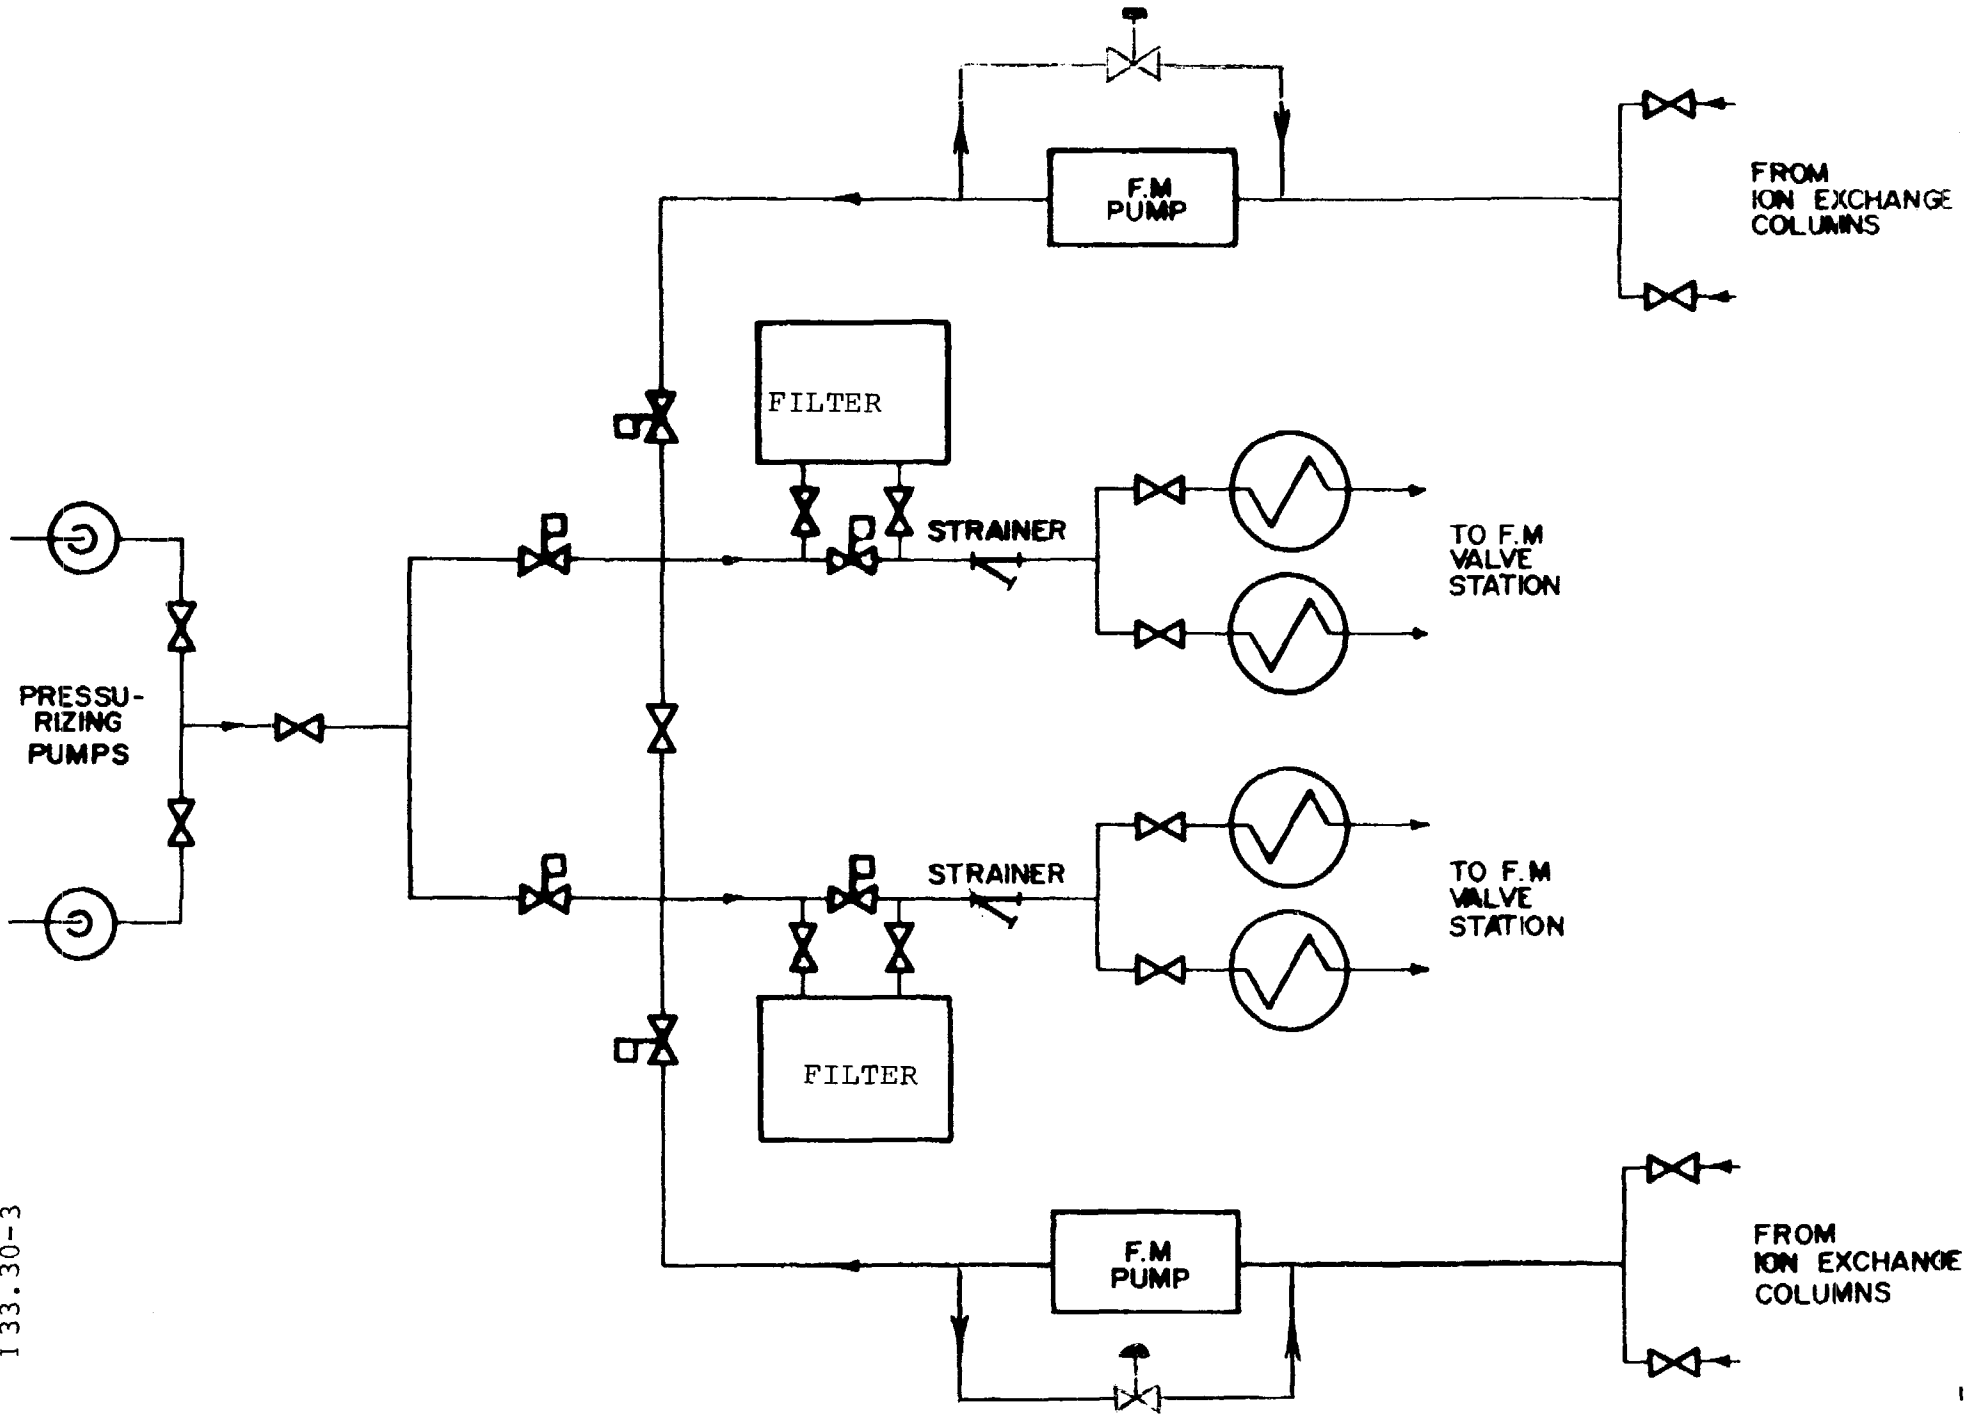 F.M
PUMP
FROM
ION EXCHANGE
COLUMNS
FILTER
STRAINER
TO F.M
VALVE
STATION
PRESSU-
RIZING
PUMPS
STRAINER
TO F.M
VALVE
STATION
FILTER
F.M
PUMP
FROM
ION EXCHANGE
COLUMNS
133.30-3